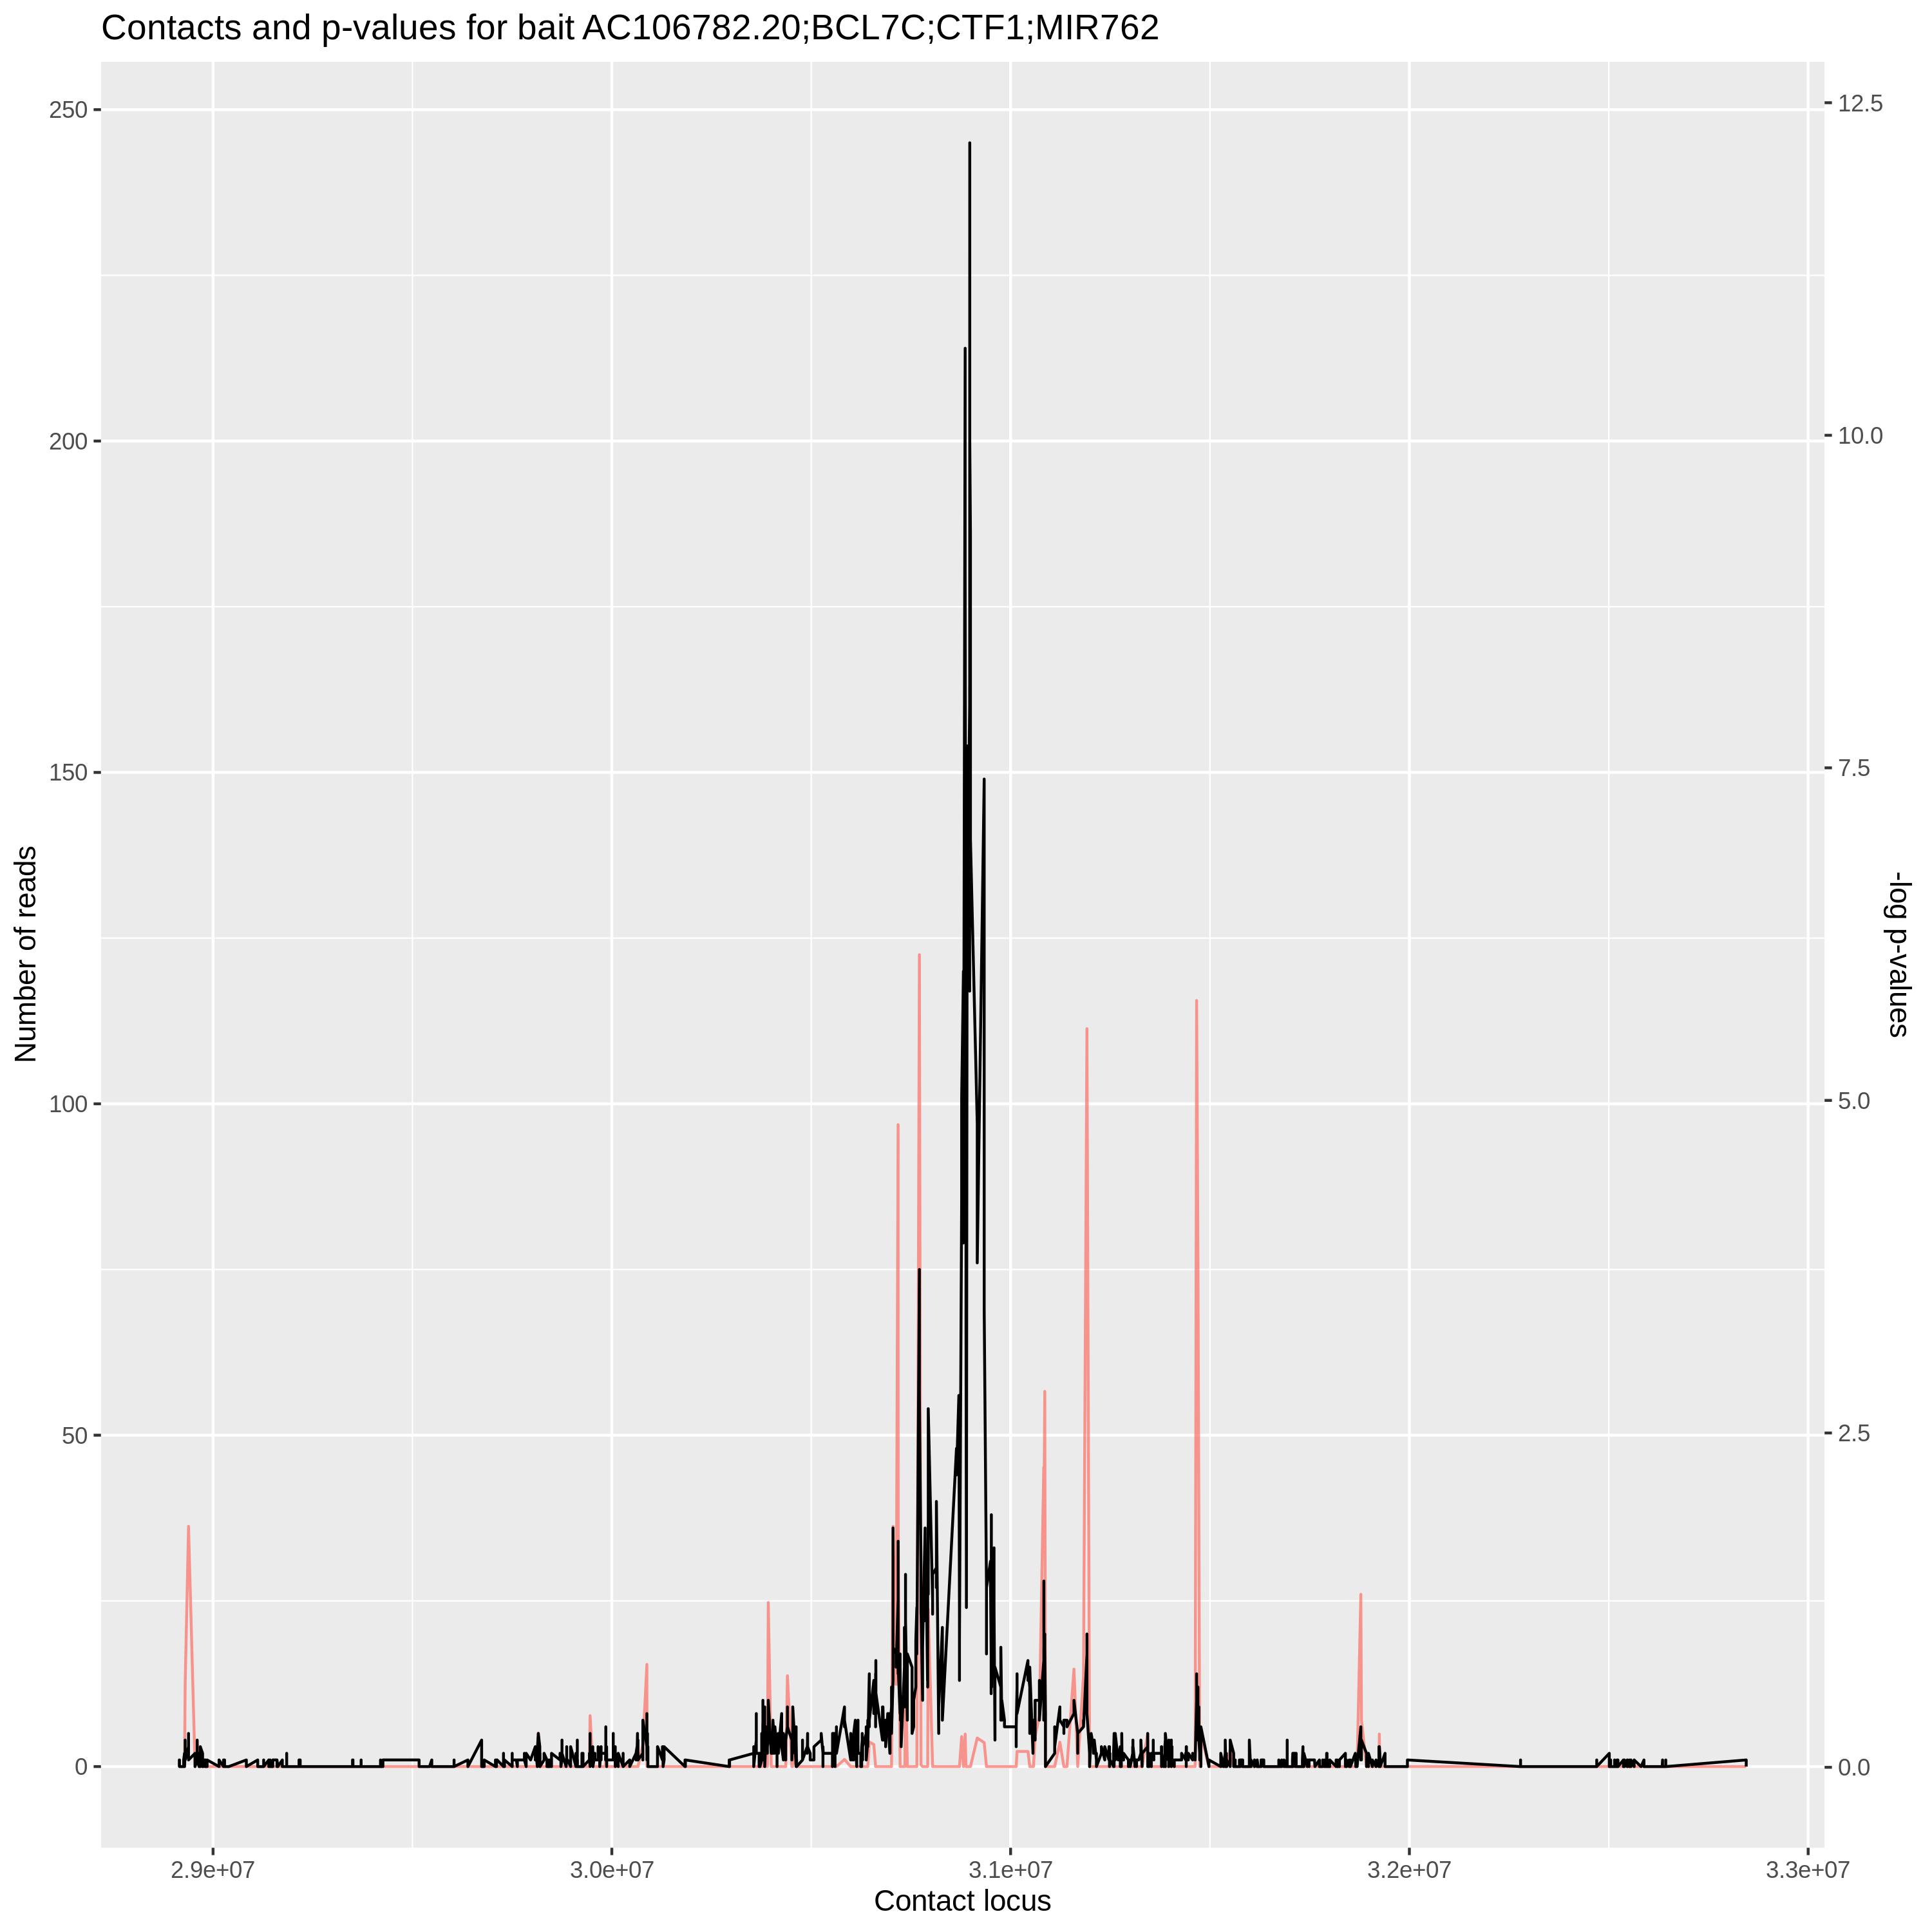 Contacts and p-values for bait AC106782.20;BCL7C;CTF1;MIR762
250
200
150
100
50
0
Number of reads
12.5
10.0
7.5
5.0
2.5
0.0
-log p-values
2.9e+07 3.0e+07 3.1e+07 3.2e+07 3.3e+07
Contact locus